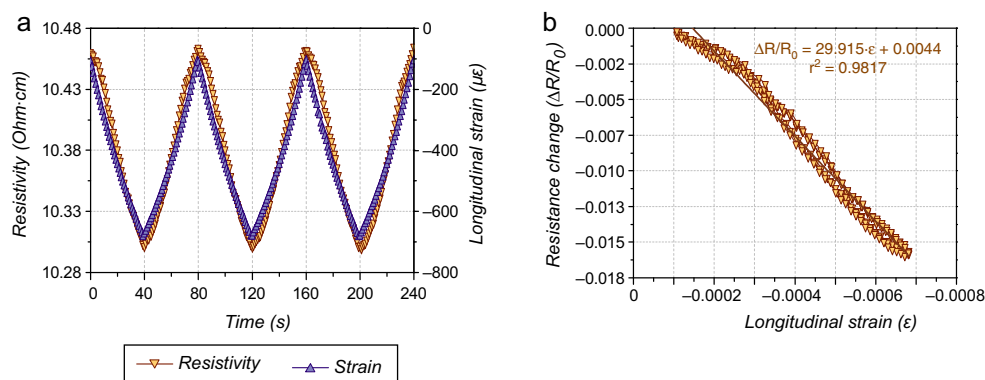 a
10.48
10.43
10.38
10.33
10.28
Resistivity (Ohm·cm)
0
−200
−400
−600
−800
Longitudinal strain (με)
0 40 80 120 160 200 240
Time (s)
Resistivity Strain
b
0.000
−0.002
−0.005
−0.007
−0.010
−0.013
−0.015
−0.018
Resistance change (ΔR/R0)
ΔR/R0 = 29.915·ε + 0.0044
r² = 0.9817
0 −0.0002 −0.0004 −0.0006 −0.0008
Longitudinal strain (ε)